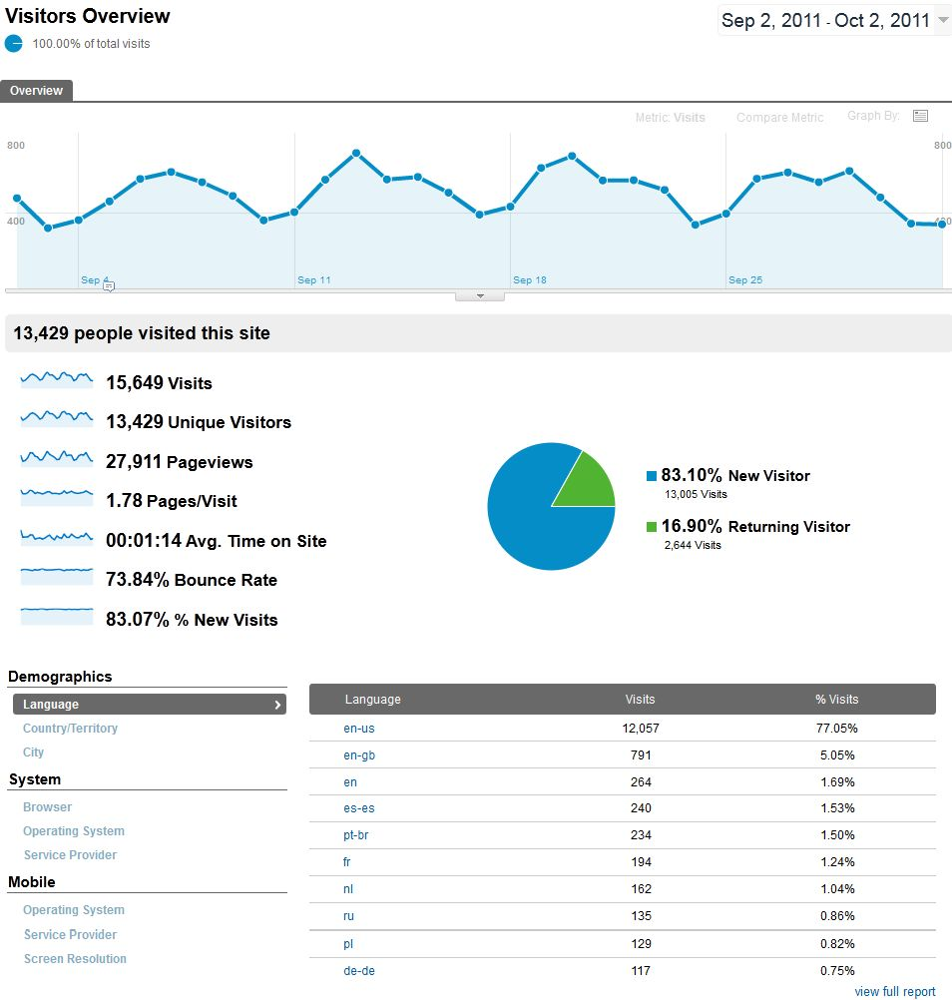 Visitors Overview
Sep 2, 2011 - Oct 2, 2011
100.00% of total visits
Overview
Metric: Visits Compare Metric Graph By:
800 800
400 400
Sep 4 Sep 11 Sep 18 Sep 25
13,429 people visited this site
15,649 Visits
13,429 Unique Visitors
27,911 Pageviews
1.78 Pages/Visit
00:01:14 Avg. Time on Site
73.84% Bounce Rate
83.07% % New Visits
83.10% New Visitor
13,005 Visits
16.90% Returning Visitor
2,644 Visits
Demographics
Language
Country/Territory
City
System
Browser
Operating System
Service Provider
Mobile
Operating System
Service Provider
Screen Resolution
Language Visits % Visits
en-us 12,057 77.05%
en-gb 791 5.05%
en 264 1.69%
es-es 240 1.53%
pt-br 234 1.50%
fr 194 1.24%
nl 162 1.04%
ru 135 0.86%
pl 129 0.82%
de-de 117 0.75%
view full report